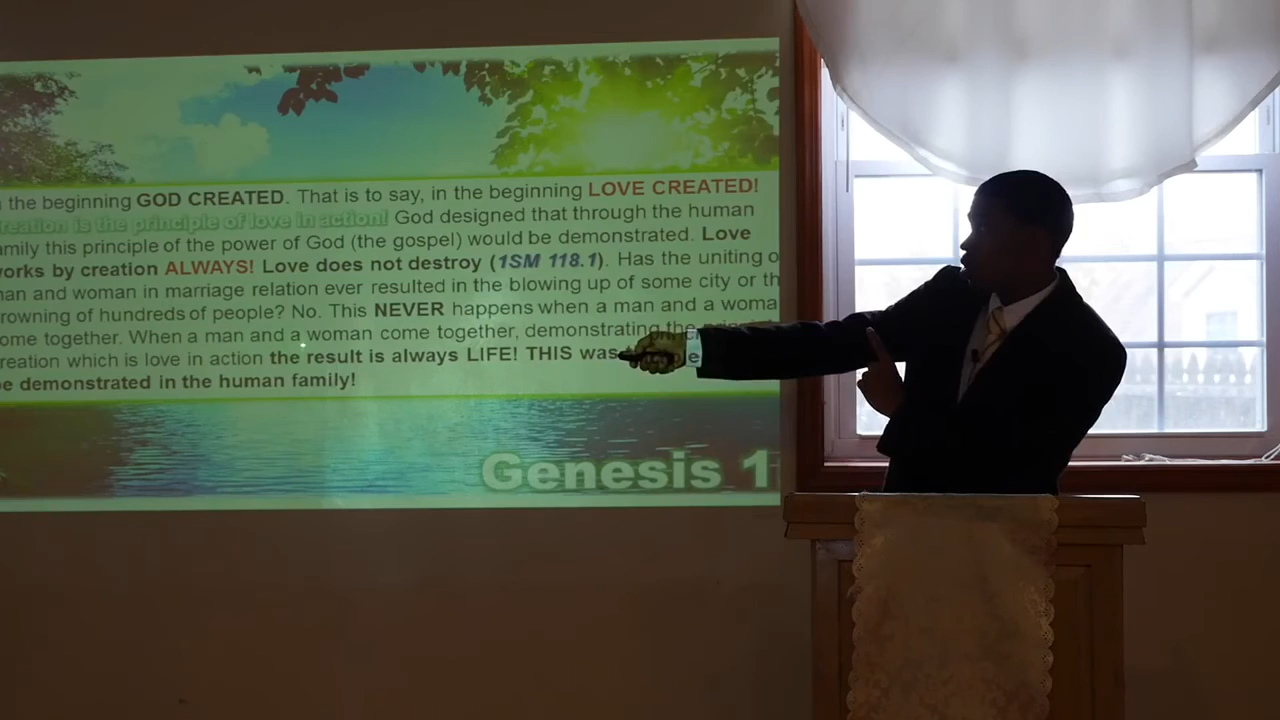 the beginning GOD CREATED. That is to say, in the beginning LOVE CREATED!
reation is the principle of love in action! God designed that through the human
amily this principle of the power of God (the gospel) would be demonstrated. Love
works by creation ALWAYS! Love does not destroy (1SM 118.1). Has the uniting o
man and woman in marriage relation ever resulted in the blowing up of some city or th
rowning of hundreds of people? No. This NEVER happens when a man and a woma
ome together. When a man and a woman come together, demonstrating the
reation which is love in action the result is always LIFE! THIS was
be demonstrated in the human family!
Genesis 1